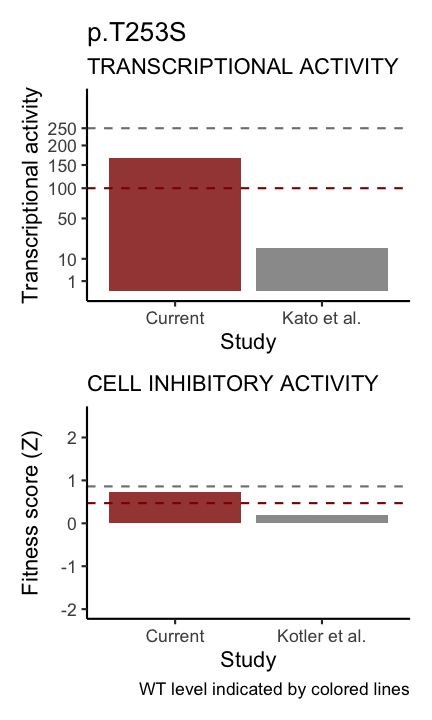 p.T253S
TRANSCRIPTIONAL ACTIVITY
Transcriptional activity
250
200
150
100
50
10
1
Current
Kato et al.
Study
CELL INHIBITORY ACTIVITY
Fitness score (Z)
2
1
0
-1
-2
Current
Kotler et al.
Study
WT level indicated by colored lines